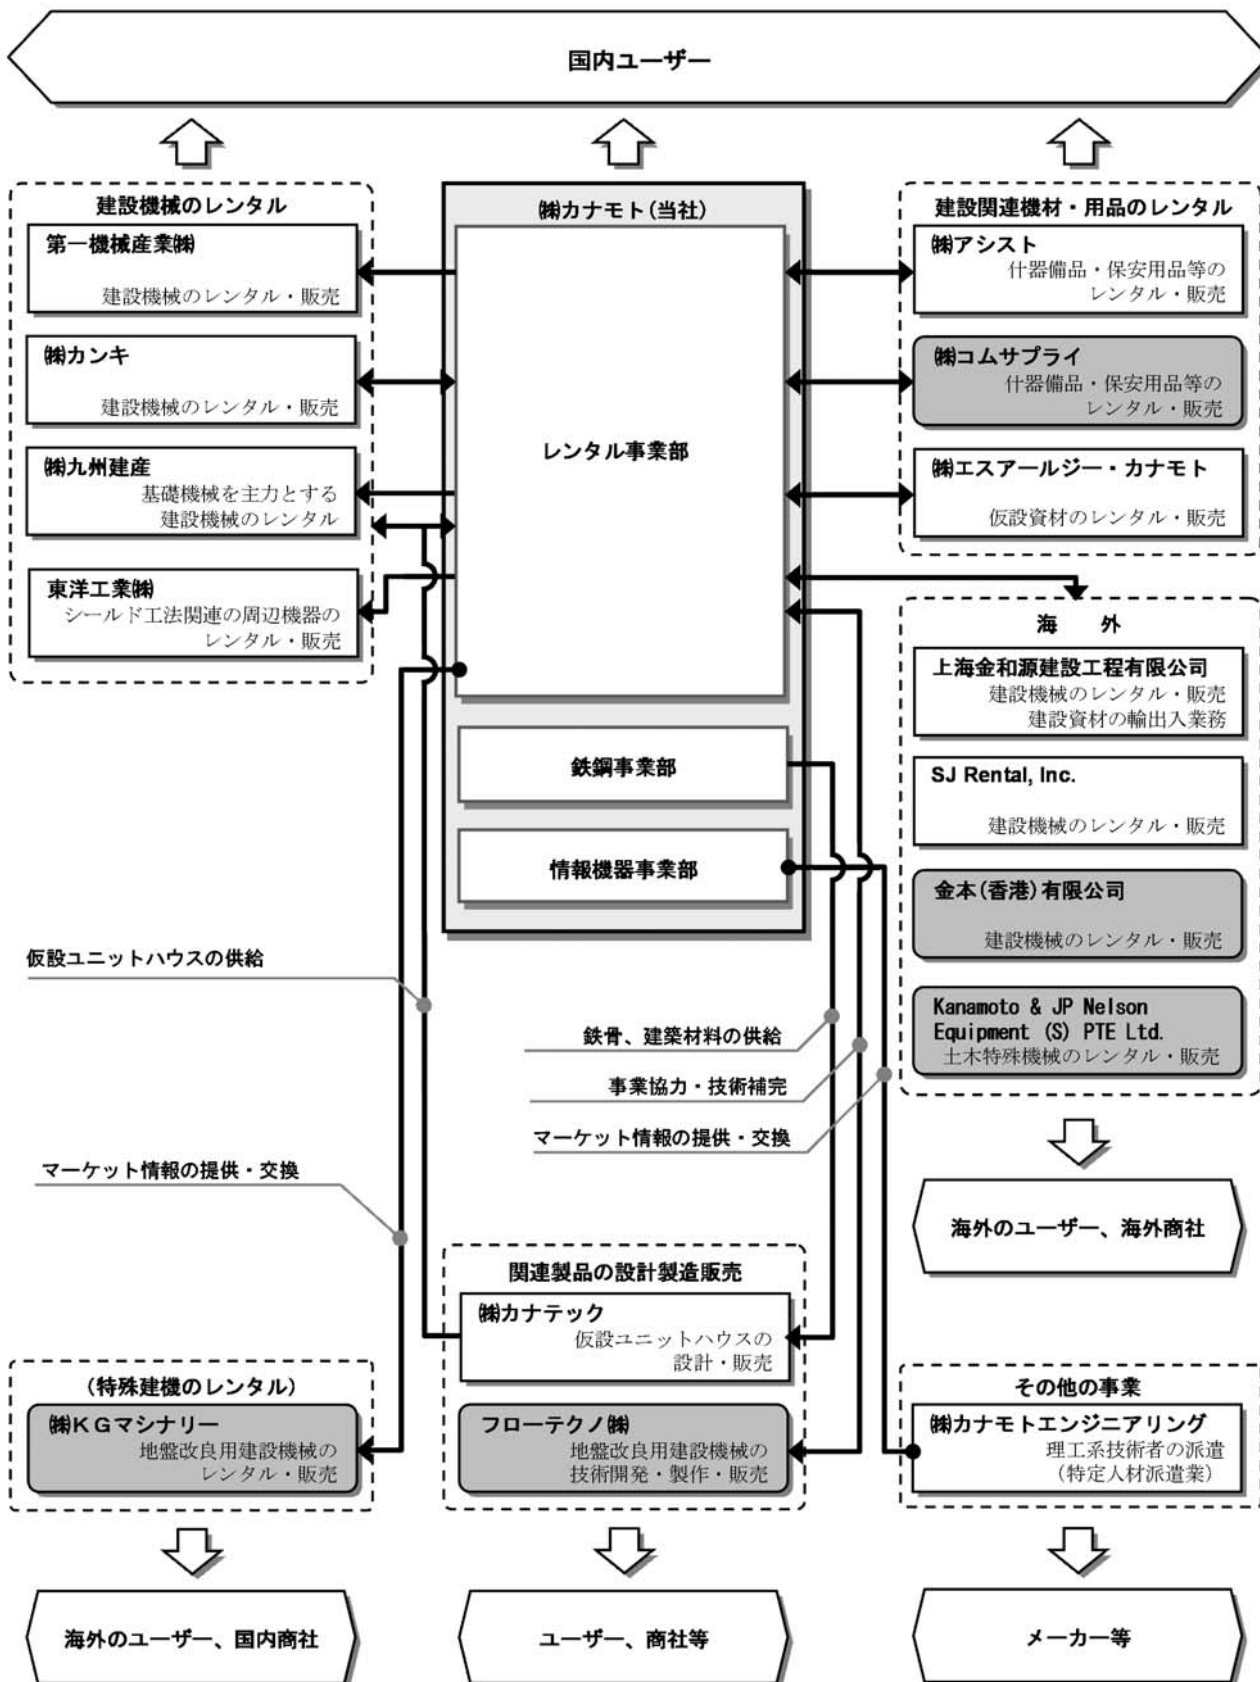 国内ユーザー
建設機械のレンタル
第一機械産業㈱
建設機械のレンタル・販売
㈱カンキ
建設機械のレンタル・販売
㈱九州建産
基礎機械を主力とする
建設機械のレンタル
東洋工業㈱
シールド工法関連の周辺機器の
レンタル・販売
㈱カナモト(当社)
レンタル事業部
鉄鋼事業部
情報機器事業部
建設関連機材・用品のレンタル
㈱アシスト
什器備品・保安用品等の
レンタル・販売
㈱コムサプライ
什器備品・保安用品等の
レンタル・販売
㈱エスアールジー・カナモト
仮設資材のレンタル・販売
海　外
上海金和源建設工程有限公司
建設機械のレンタル・販売
建設資材の輸出入業務
SJ Rental, Inc.
建設機械のレンタル・販売
金本(香港)有限公司
建設機械のレンタル・販売
Kanamoto & JP Nelson
Equipment (S) PTE Ltd.
土木特殊機械のレンタル・販売
海外のユーザー、海外商社
仮設ユニットハウスの供給
鉄骨、建築材料の供給
事業協力・技術補完
マーケット情報の提供・交換
マーケット情報の提供・交換
(特殊建機のレンタル)
㈱ＫＧマシナリー
地盤改良用建設機械の
レンタル・販売
海外のユーザー、国内商社
関連製品の設計製造販売
㈱カナテック
仮設ユニットハウスの
設計・販売
フローテクノ㈱
地盤改良用建設機械の
技術開発・製作・販売
ユーザー、商社等
その他の事業
㈱カナモトエンジニアリング
理工系技術者の派遣
(特定人材派遣業)
メーカー等